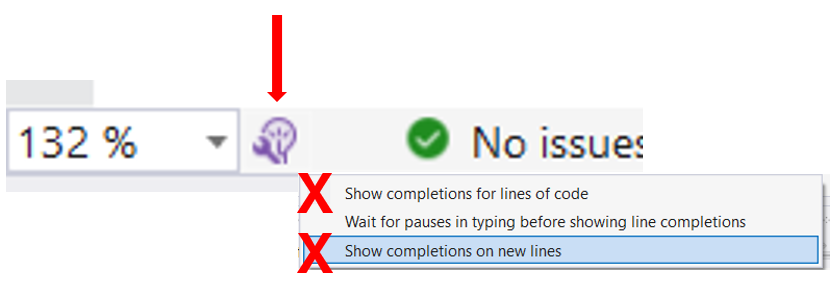 132 %
No issues
Show completions for lines of code
Wait for pauses in typing before showing line completions
Show completions on new lines